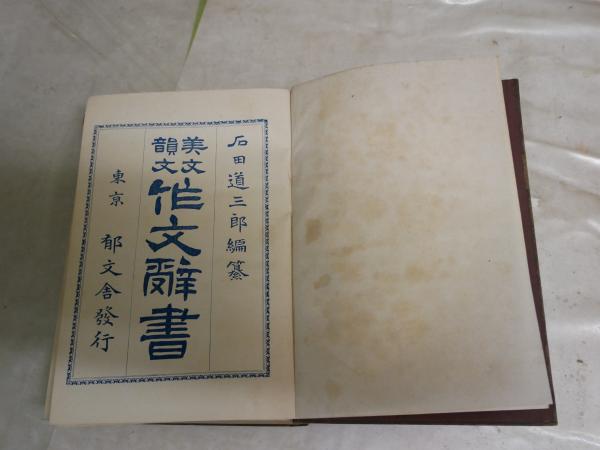 石田道三郎編纂
美文韻文作文辭書
東京 郁文舍發行